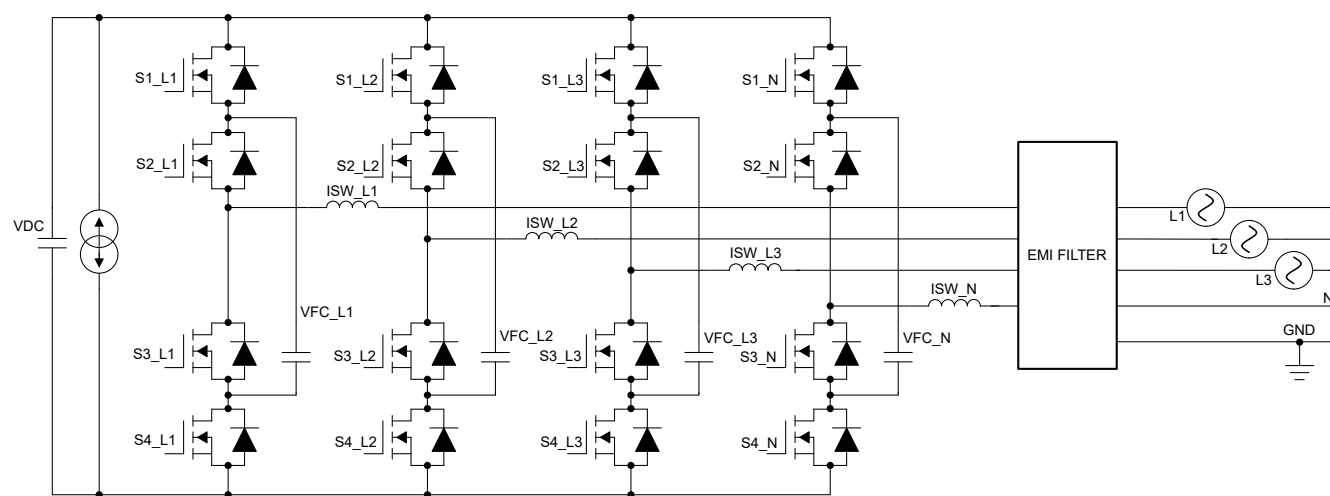 S1_L1
S1_L2
S1_L3
S1_N
S2_L1
S2_L2
S2_L3
S2_N
ISW_L1
ISW_L2
ISW_L3
ISW_N
VDC
EMI FILTER
L1
L2
L3
N
GND
VFC_L1
VFC_L2
VFC_L3
VFC_N
S3_L1
S3_L2
S3_L3
S3_N
S4_L1
S4_L2
S4_L3
S4_N